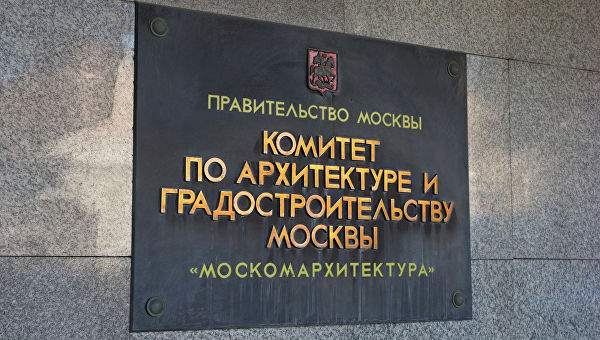 ПРАВИТЕЛЬСТВО МОСКВЫ
КОМИТЕТ
ПО АРХИТЕКТУРЕ И
ГРАДОСТРОИТЕЛЬСТВУ
МОСКВЫ
«МОСКОМАРХИТЕКТУРА»